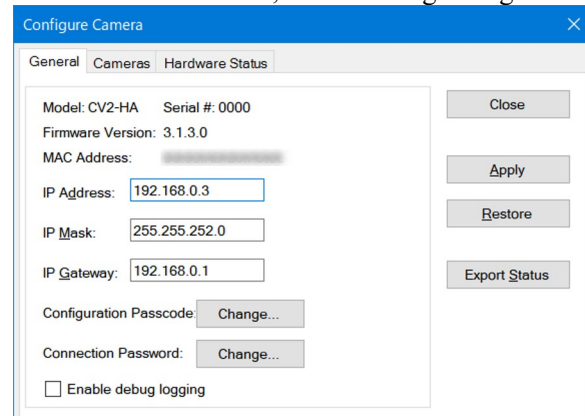 Configure Camera
General Cameras Hardware Status
Model: CV2-HA Serial #: 0000
Firmware Version: 3.1.3.0
MAC Address:
IP Address: 192.168.0.3
IP Mask: 255.255.252.0
IP Gateway: 192.168.0.1
Configuration Passcode: Change...
Connection Password: Change...
Enable debug logging
Close
Apply
Restore
Export Status